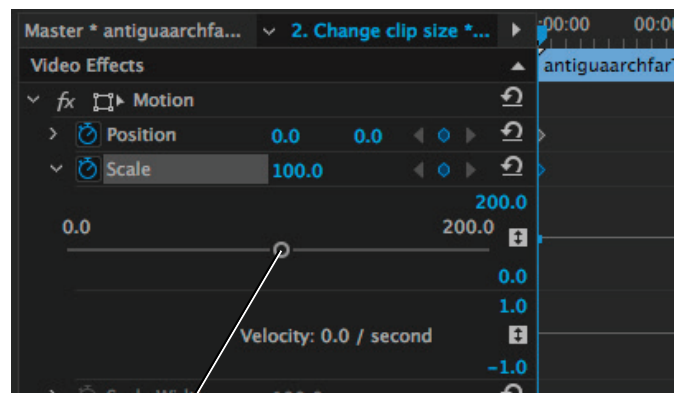 Master * antiguaarchfa... 2. Change clip size *... :00:00 00:0
Video Effects antiguaarchfar
fx Motion
Position 0.0 0.0
Scale 100.0
200.0
0.0 200.0
0.0
1.0
Velocity: 0.0 / second
-1.0